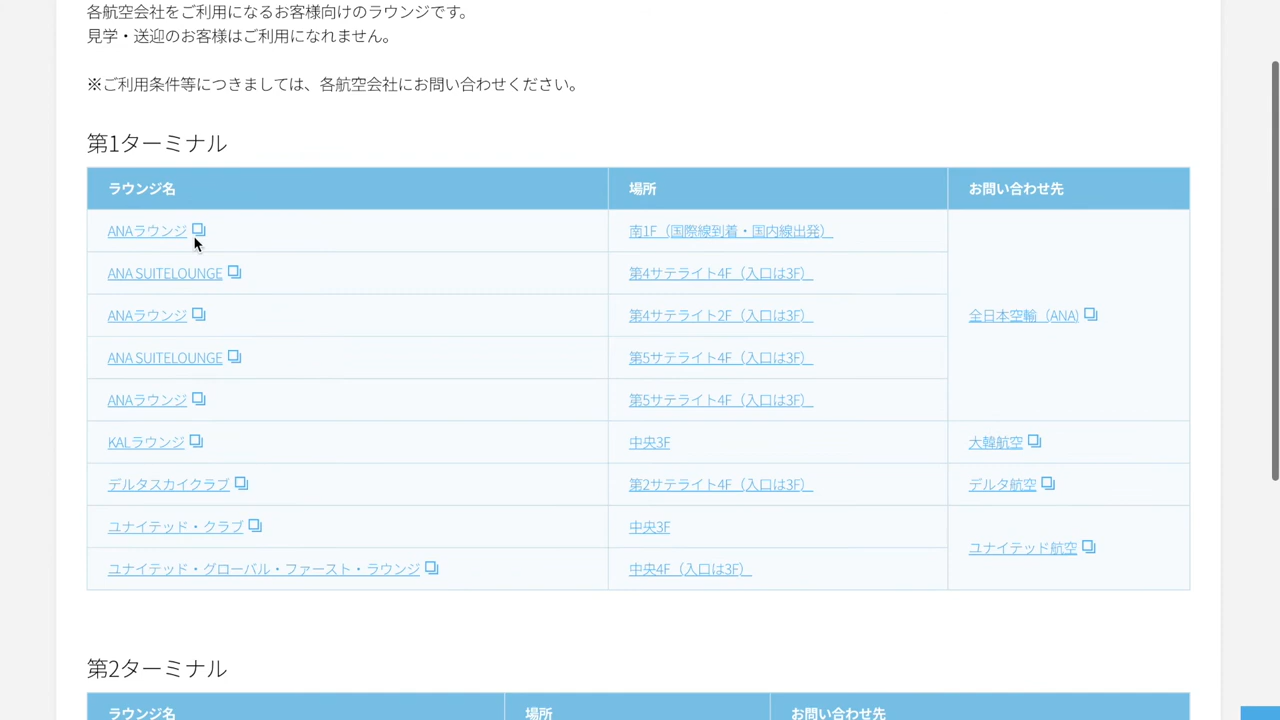 各航空会社をご利用になるお客様向けのラウンジです。
見学・送迎のお客様はご利用になれません。
※ご利用条件等につきましては、各航空会社にお問い合わせください。
第1ターミナル
ラウンジ名 場所 お問い合わせ先
ANAラウンジ 南1F（国際線到着・国内線出発）
ANA SUITELOUNGE 第4サテライト4F（入口は3F）
ANAラウンジ 第4サテライト2F（入口は3F） 全日本空輸（ANA)
ANA SUITELOUNGE 第5サテライト4F（入口は3F）
ANAラウンジ 第5サテライト4F（入口は3F）
KALラウンジ 中央3F 大韓航空
デルタスカイクラブ 第2サテライト4F（入口は3F） デルタ航空
ユナイテッド・クラブ 中央3F
ユナイテッド航空
ユナイテッド・グローバル・ファースト・ラウンジ 中央4F（入口は3F）
第2ターミナル
ラウンジ名 場所 お問い合わせ先